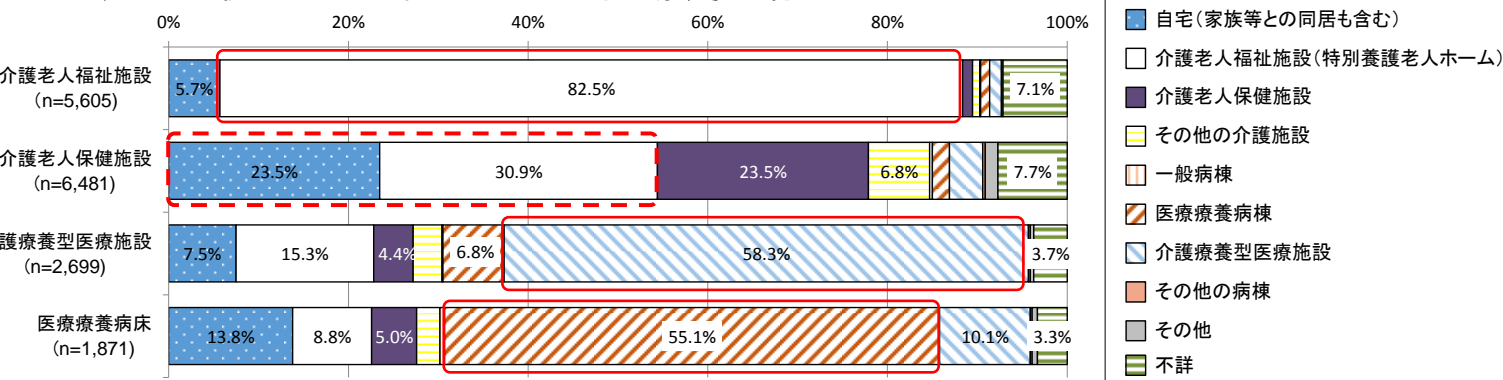 0% 20% 40% 60% 80% 100%
介護老人福祉施設
(n=5,605)
5.7% 82.5% 7.1%
介護老人保健施設
(n=6,481)
23.5% 30.9% 23.5% 6.8% 7.7%
護療養型医療施設
(n=2,699)
7.5% 15.3% 4.4% 6.8% 58.3% 3.7%
医療療養病床
(n=1,871)
13.8% 8.8% 5.0% 55.1% 10.1% 3.3%
自宅(家族等との同居も含む)
介護老人福祉施設(特別養護老人ホーム)
介護老人保健施設
その他の介護施設
一般病棟
医療療養病棟
介護療養型医療施設
その他の病棟
その他
不詳